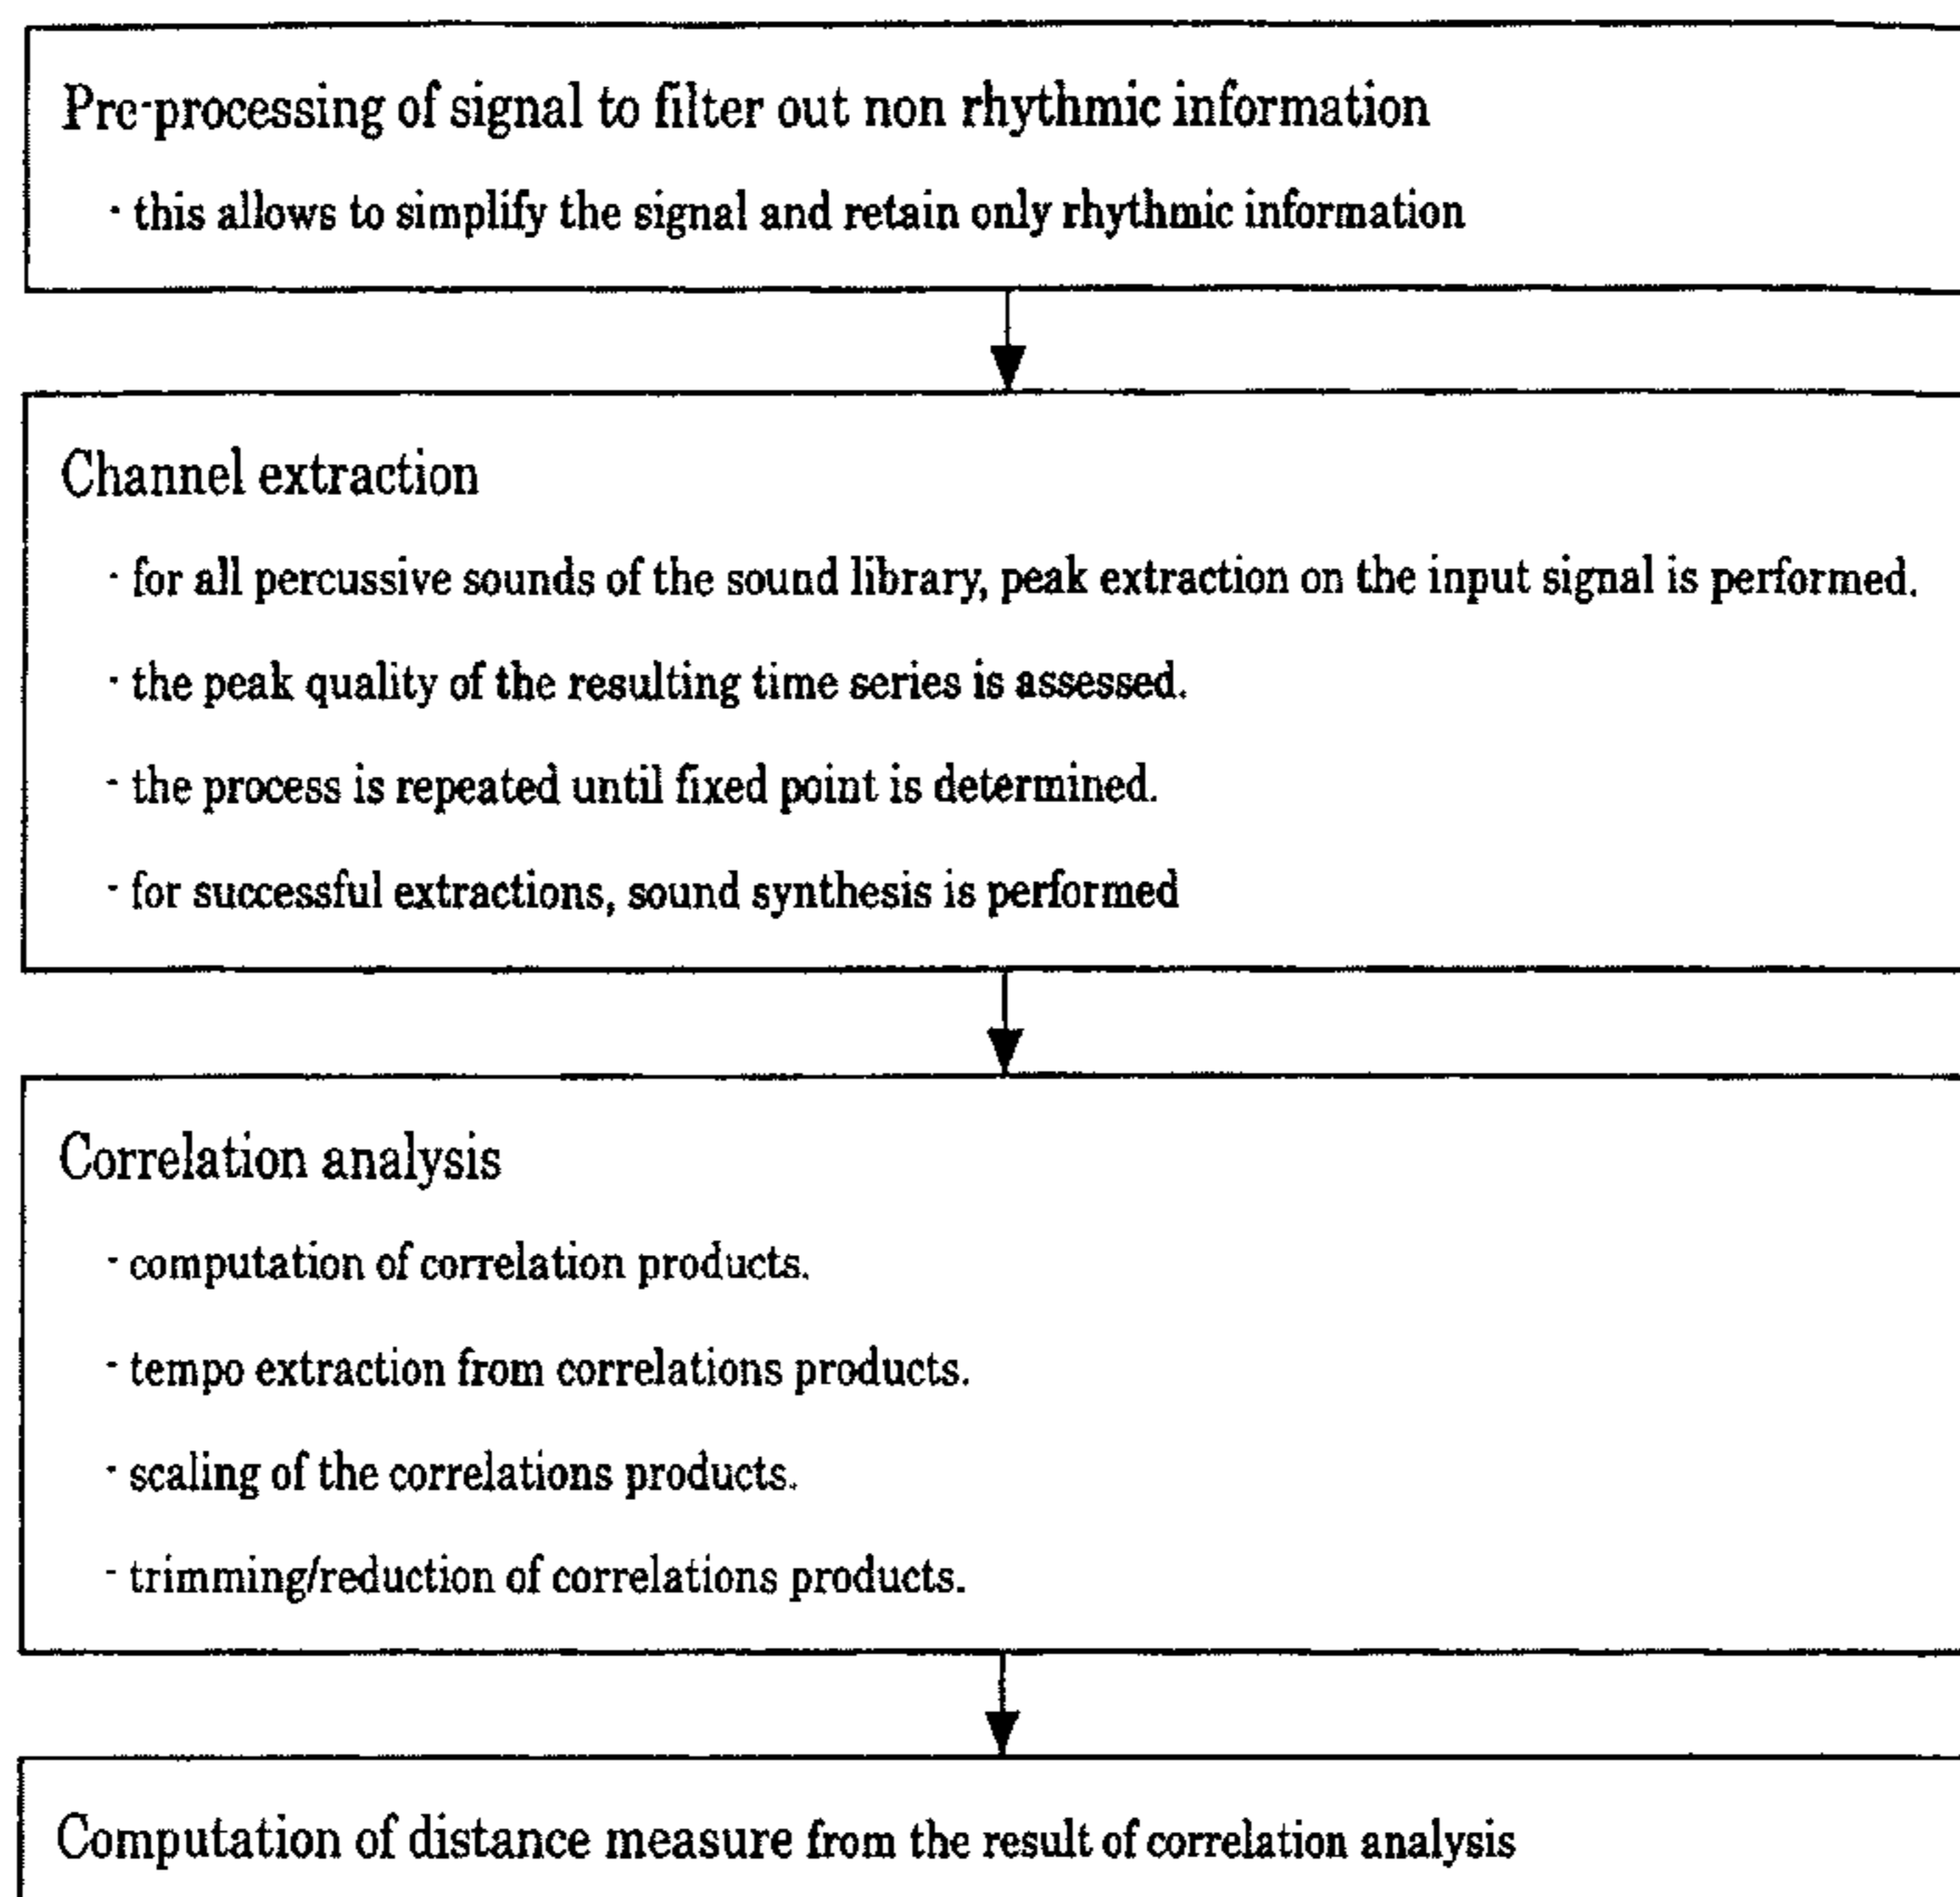 Pre-processing of signal to filter out non rhythmic information
- this allows to simplify the signal and retain only rhythmic information
Channel extraction
- for all percussive sounds of the sound library, peak extraction on the input signal is performed.
- the peak quality of the resulting time series is assessed.
- the process is repeated until fixed point is determined.
- for successful extractions, sound synthesis is performed
Correlation analysis
- computation of correlation products.
- tempo extraction from correlations products.
- scaling of the correlations products.
- trimming/reduction of correlations products.
Computation of distance measure from the result of correlation analysis